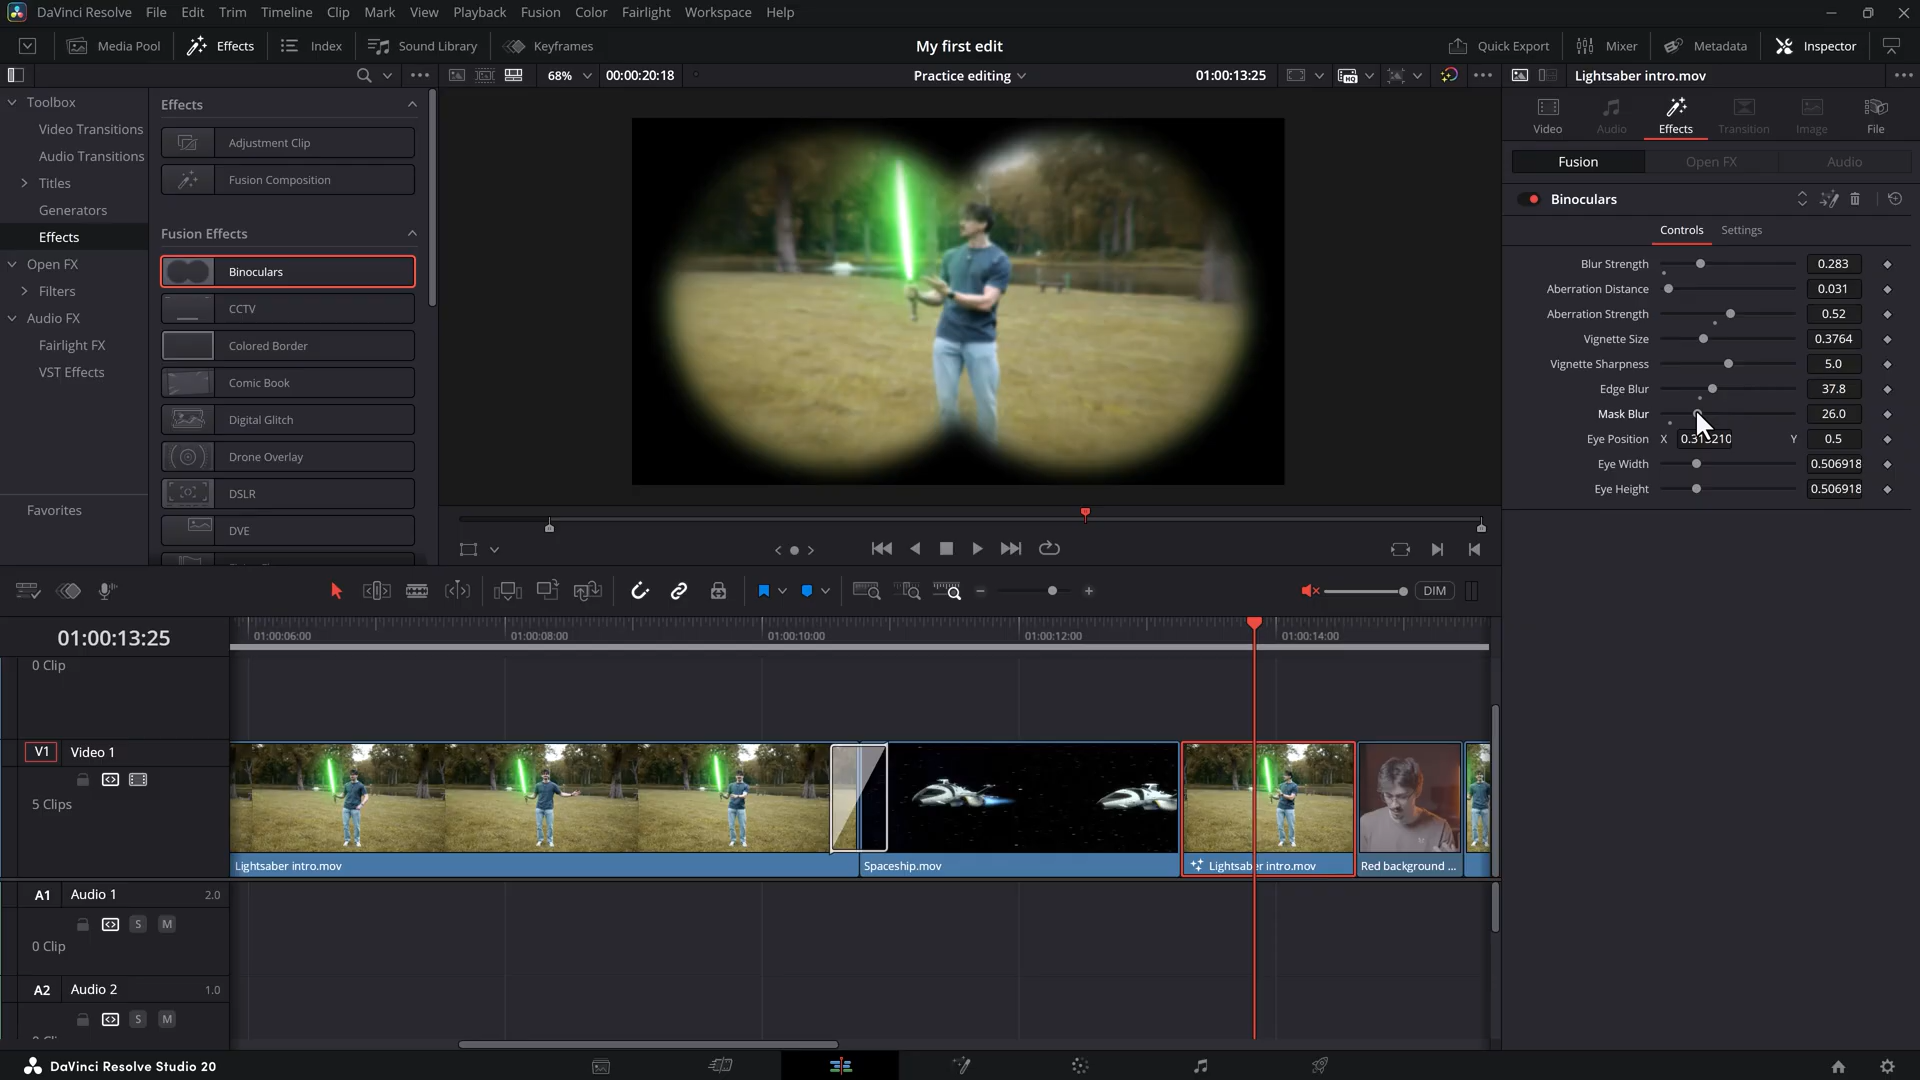 DaVinci Resolve File Edit Trim Timeline Clip Mark View Playback Fusion Color Fairlight Workspace Help
Media Pool Effects Index Sound Library Keyframes My first edit Quick Export Mixer Metadata Inspector
68% 00:00:20:18 Practice editing 01:00:13:25 HQ Lightsaber intro.mov
Toolbox
Video Transitions
Audio Transitions
Titles
Generators
Effects
Open FX
Filters
Audio FX
Fairlight FX
VST Effects
Favorites
Effects
Adjustment Clip
Fusion Composition
Fusion Effects
Binoculars
CCTV
Colored Border
Comic Book
Digital Glitch
Drone Overlay
DSLR
DVE
Video Audio Effects Transition Image File
Fusion Open FX Audio
Binoculars
Controls Settings
Blur Strength 0.283
Aberration Distance 0.031
Aberration Strength 0.52
Vignette Size 0.3764
Vignette Sharpness 5.0
Edge Blur 37.8
Mask Blur 26.0
Eye Position X Y 0.5
Eye Width 0.506918
Eye Height 0.506918
DIM
01:00:13:25 01:00:06:00 01:00:08:00 01:00:10:00 01:00:12:00 01:00:14:00
0 Clip
V1 Video 1
5 Clips
Lightsaber intro.mov Spaceship.mov Lightsaber intro.mov Red background ...
A1 Audio 1 2.0
S M
0 Clip
A2 Audio 2 1.0
S M
DaVinci Resolve Studio 20